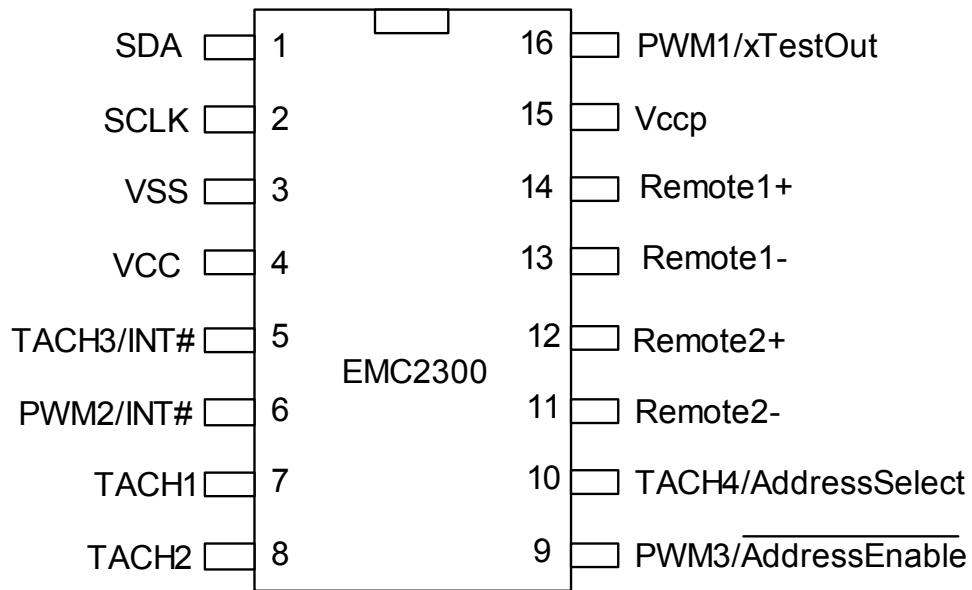 SDA 1 16 PWM1/xTestOut
SCLK 2 15 Vccp
VSS 3 14 Remote1+
VCC 4 13 Remote1-
TACH3/INT# 5 12 Remote2+
EMC2300
PWM2/INT# 6 11 Remote2-
TACH1 7 10 TACH4/AddressSelect
TACH2 8 9 PWM3/AddressEnable